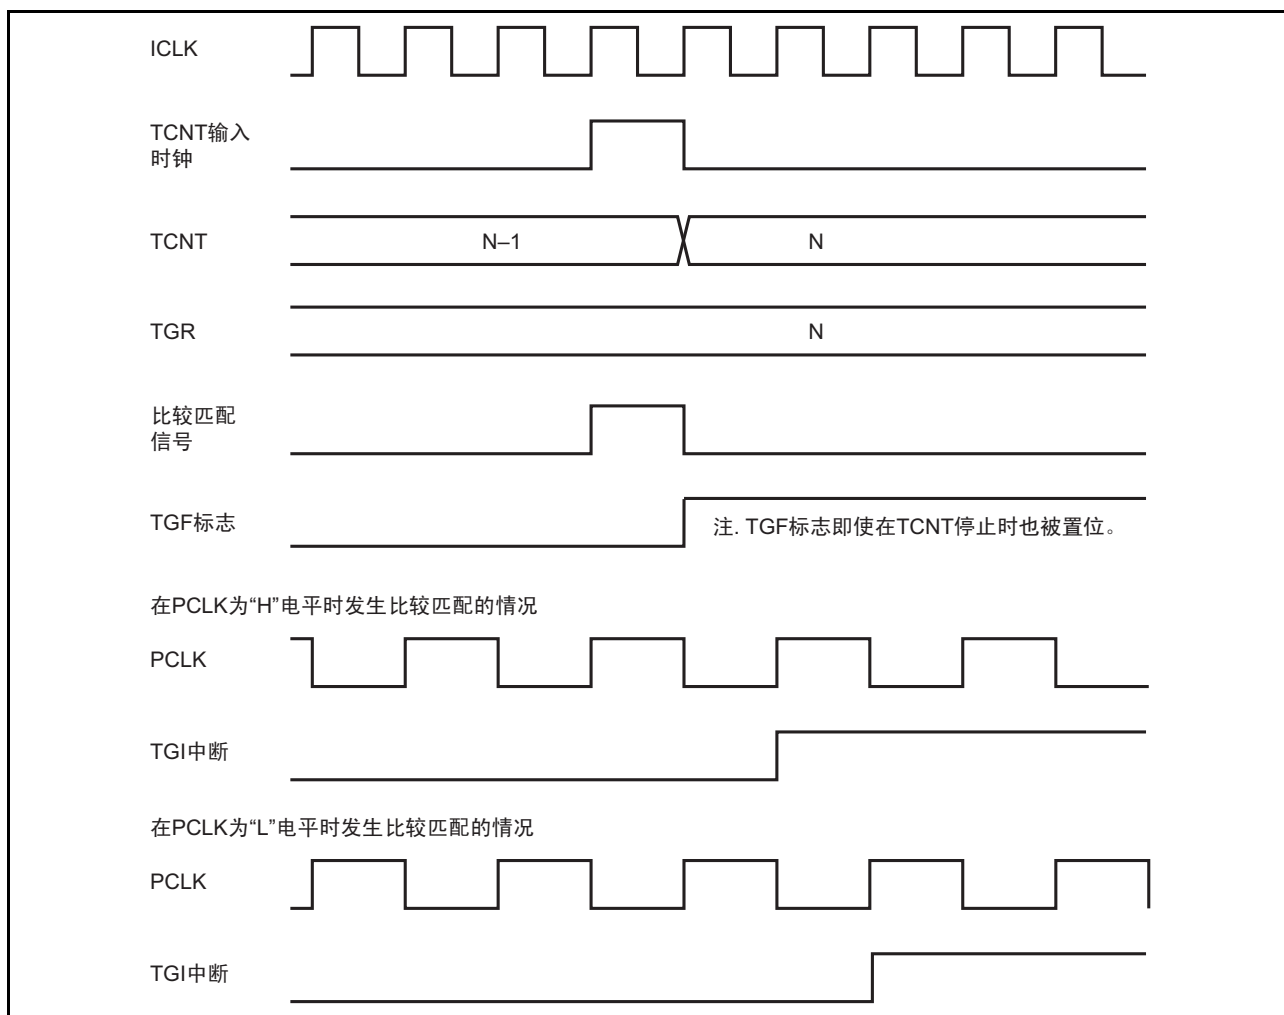 ICLK
TCNT输入
时钟
TCNT
N–1
N
TGR
N
比较匹配
信号
TGF标志
注. TGF标志即使在TCNT停止时也被置位。
在PCLK为“H”电平时发生比较匹配的情况
PCLK
TGI中断
在PCLK为“L”电平时发生比较匹配的情况
PCLK
TGI中断